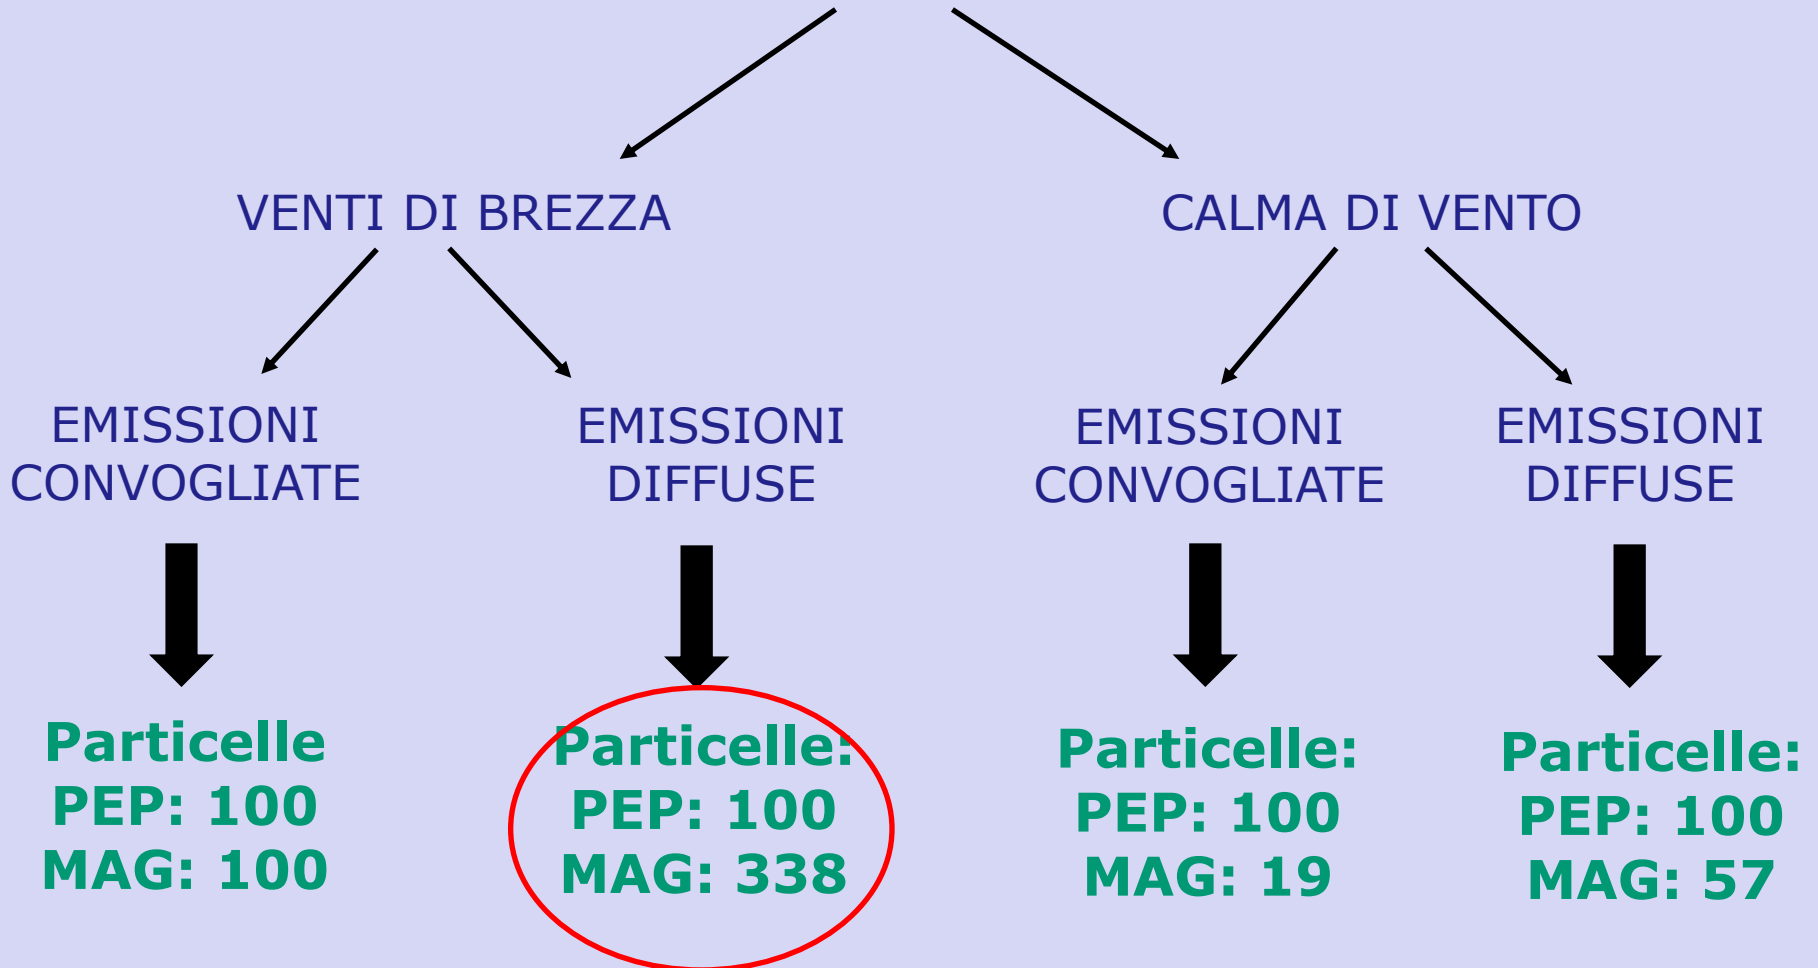 VENTI DI BREZZA
CALMA DI VENTO
EMISSIONI
CONVOGLIATE
EMISSIONI
DIFFUSE
EMISSIONI
CONVOGLIATE
EMISSIONI
DIFFUSE
Particelle
PEP: 100
MAG: 100
Particelle:
PEP: 100
MAG: 338
Particelle:
PEP: 100
MAG: 19
Particelle:
PEP: 100
MAG: 57